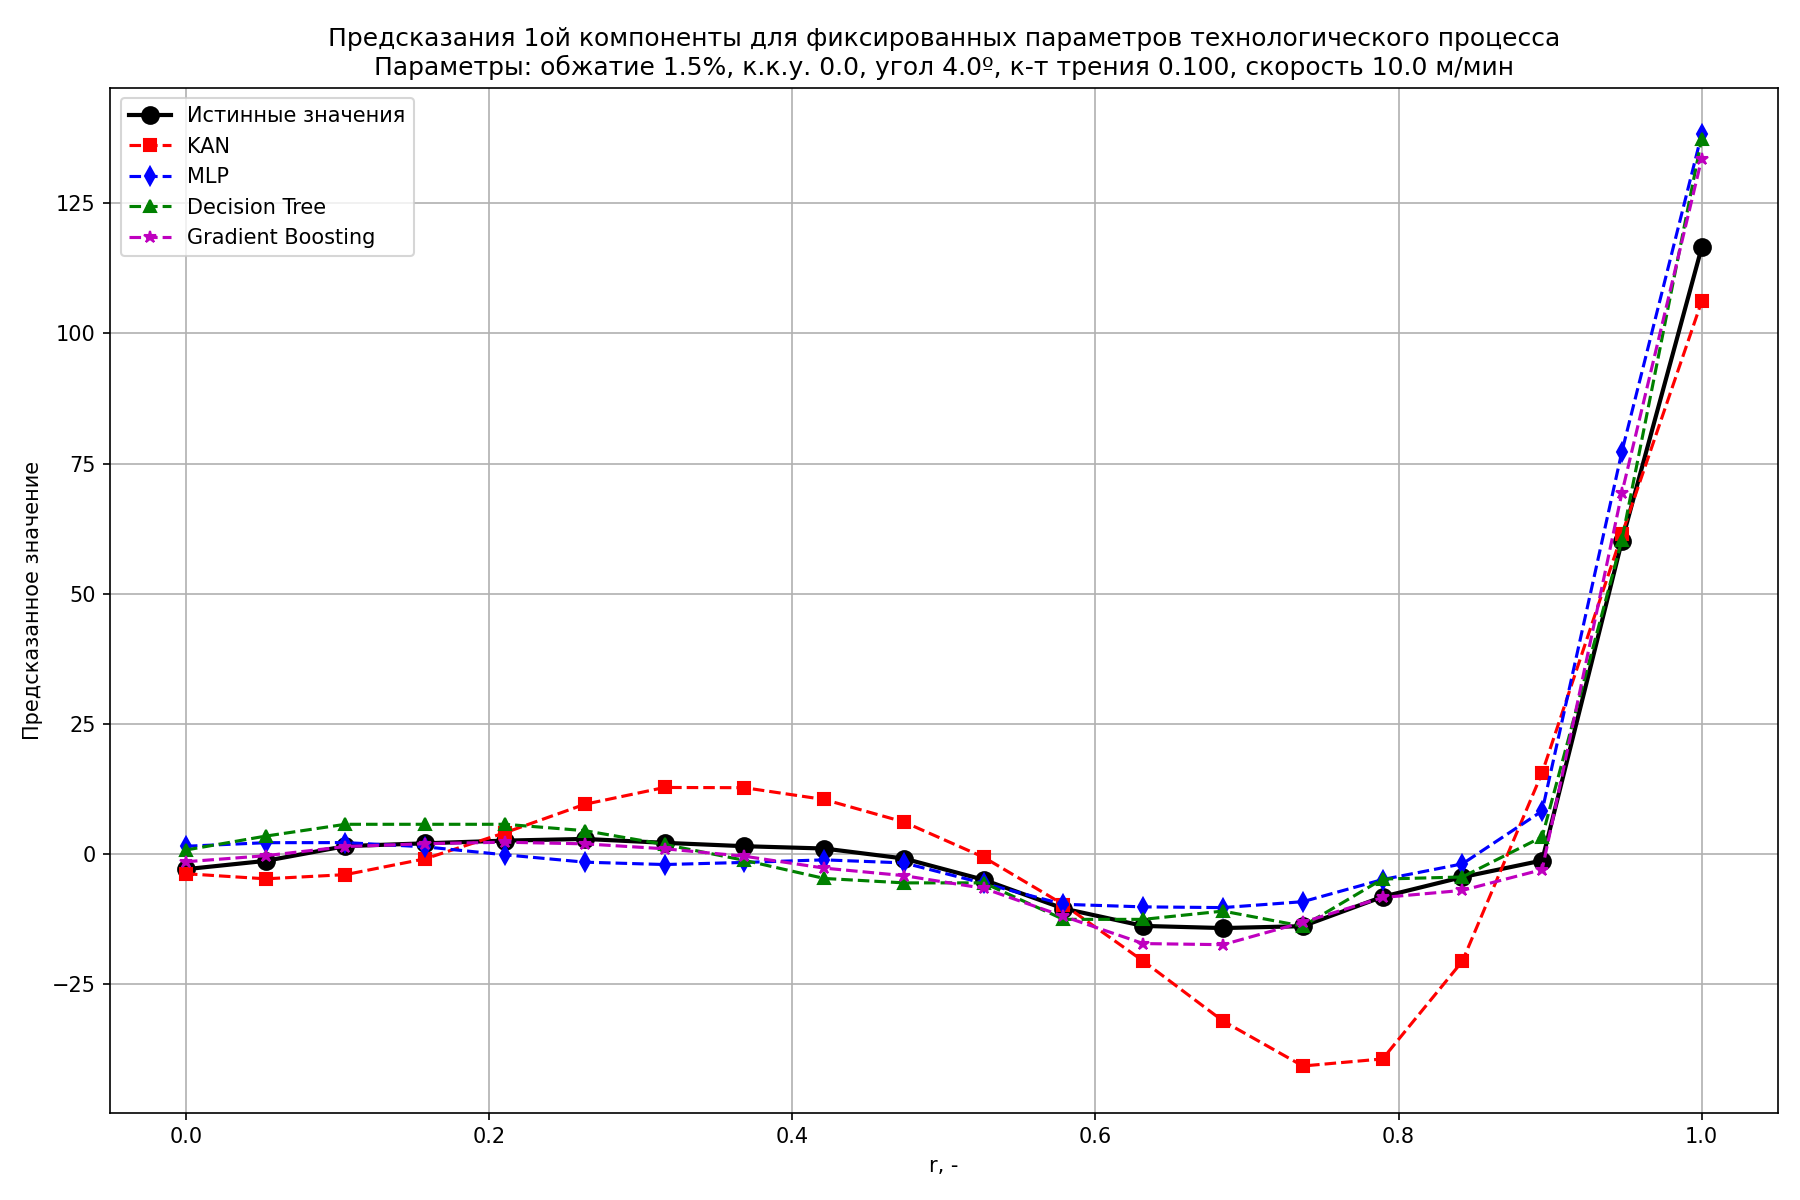 Предсказания 1ой компоненты для фиксированных параметров технологического процесса
Параметры: обжатие 1.5%, к.к.у. 0.0, угол 4.0º, к-т трения 0.100, скорость 10.0 м/мин
Истинные значения
KAN
MLP
Decision Tree
Gradient Boosting
Предсказанное значение
125
100
75
50
25
0
−25
0.0
0.2
0.4
0.6
0.8
1.0
r, -